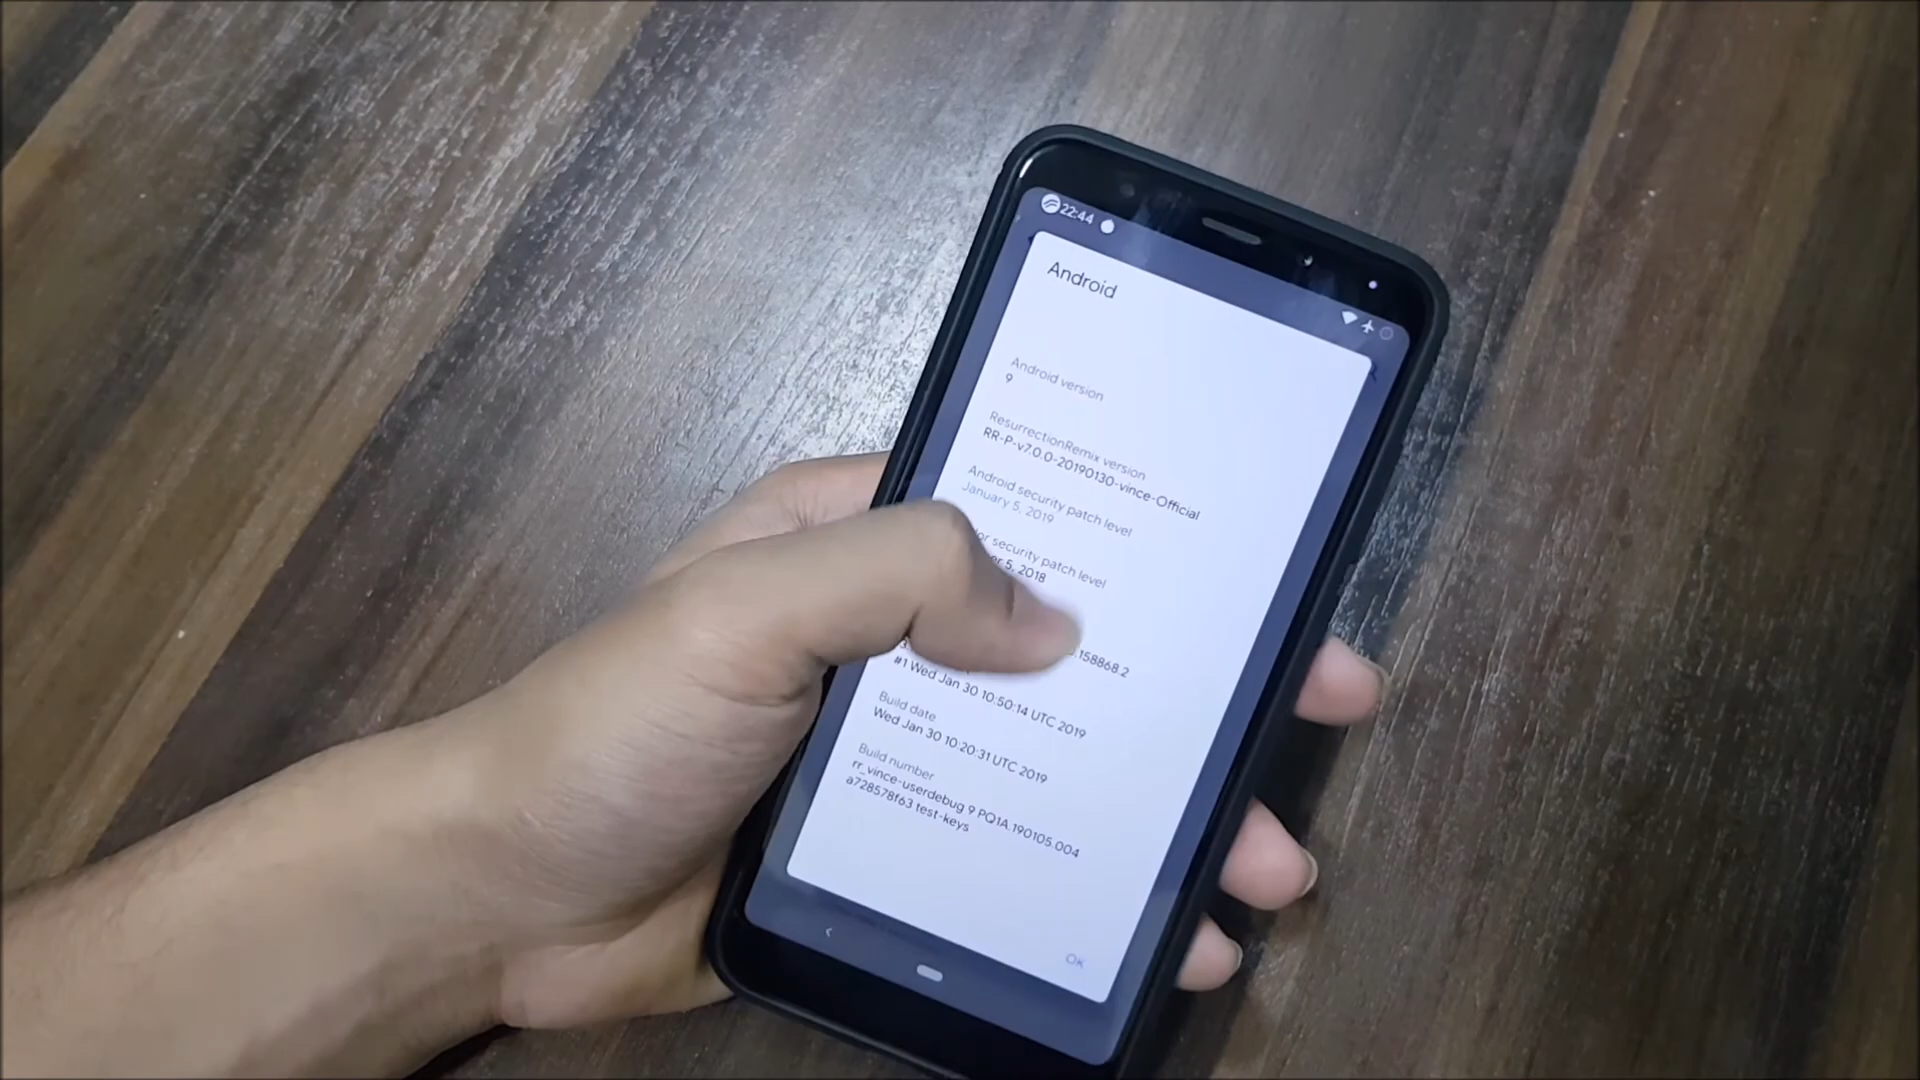 22:44
Android
Android version
9
ResurrectionRemix version
RR-P-v7.0.0-20190130-vince-Official
Android security patch level
January 5, 2019
security patch level
5, 2018
.158868.2
#1 Wed Jan 30 10:50:14 UTC 2019
Build date
Wed Jan 30 10:20:31 UTC 2019
Build number
rr_vince-userdebug 9 PQ1A.190105.004
a728578f63 test-keys
OK